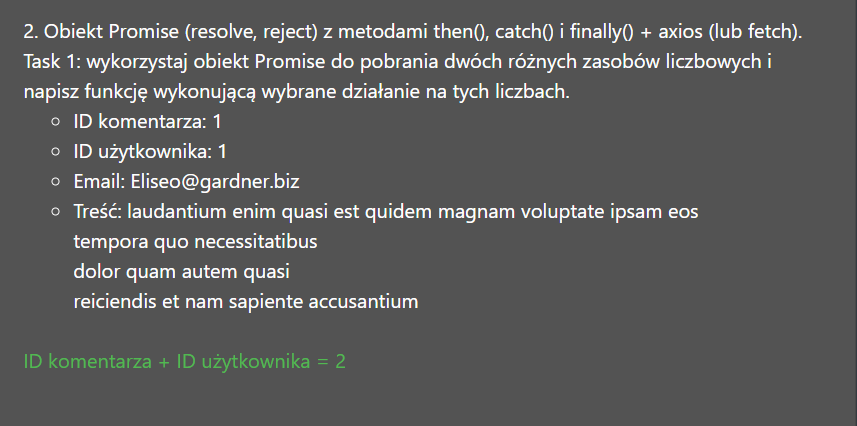 2. Obiekt Promise (resolve, reject) z metodami then(), catch() i finally() + axios (lub fetch).
Task 1: wykorzystaj obiekt Promise do pobrania dwóch różnych zasobów liczbowych i
napisz funkcję wykonującą wybrane działanie na tych liczbach.
ID komentarza: 1
ID użytkownika: 1
Email: Eliseo@gardner.biz
Treść: laudantium enim quasi est quidem magnam voluptate ipsam eos
tempora quo necessitatibus
dolor quam autem quasi
reiciendis et nam sapiente accusantium
ID komentarza + ID użytkownika = 2